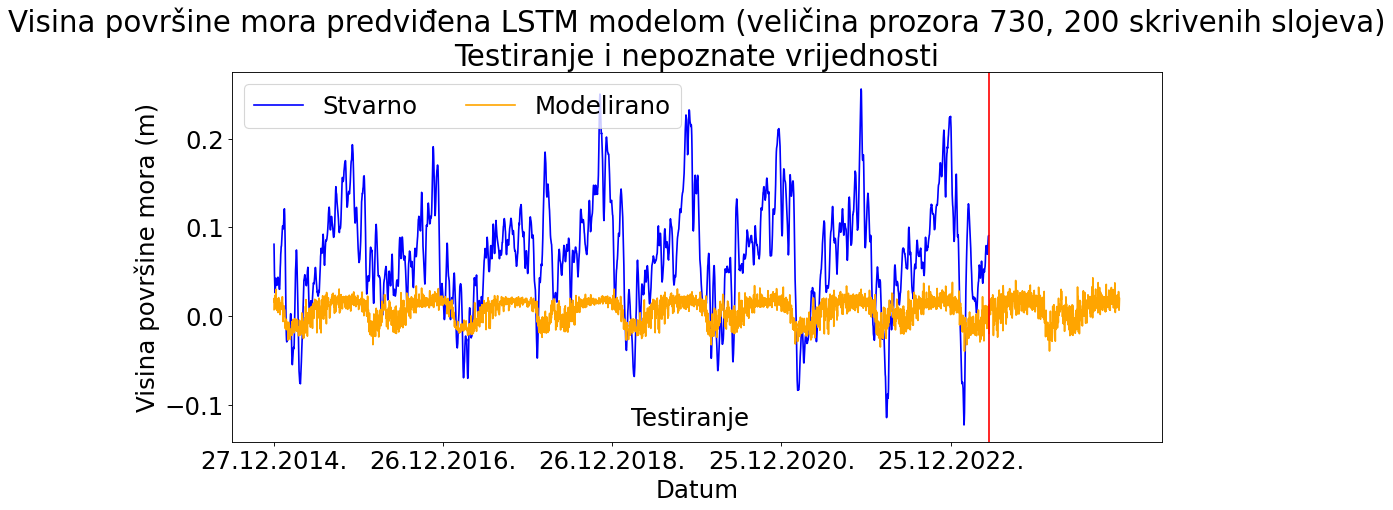 Visina površine mora predviđena LSTM modelom (veličina prozora 730, 200 skrivenih slojeva)
Testiranje i nepoznate vrijednosti
Stvarno Modelirano
Visina površine mora (m)
0.2
0.1
0.0
−0.1
Testiranje
27.12.2014. 26.12.2016. 26.12.2018. 25.12.2020. 25.12.2022.
Datum